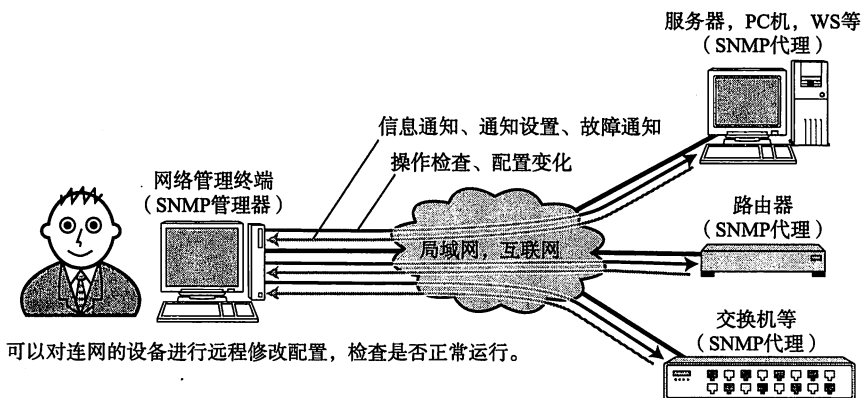 服务器，PC机，WS等
（SNMP代理）
信息通知、通知设置、故障通知
操作检查、配置变化
网络管理终端
（SNMP管理器）
局域网，互联网
路由器
（SNMP代理）
交换机等
（SNMP代理）
可以对连网的设备进行远程修改配置，检查是否正常运行。